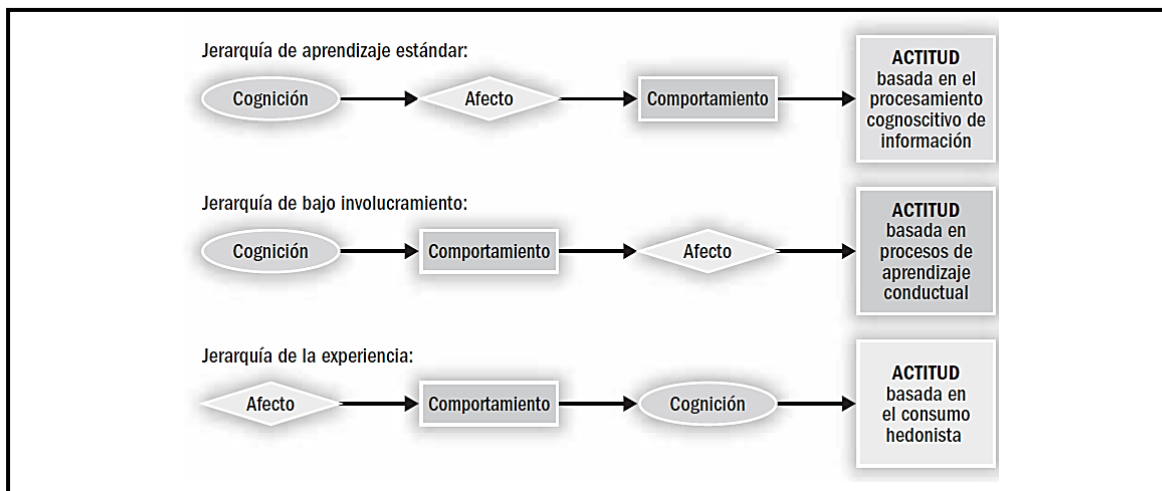 Jerarquía de aprendizaje estándar:
Cognición
Afecto
Comportamiento
ACTITUD
basada en el
procesamiento
cognoscitivo de
información
Jerarquía de bajo involucramiento:
Cognición
Comportamiento
Afecto
ACTITUD
basada en
procesos de
aprendizaje
conductual
Jerarquía de la experiencia:
Afecto
Comportamiento
Cognición
ACTITUD
basada en
el consumo
hedonista